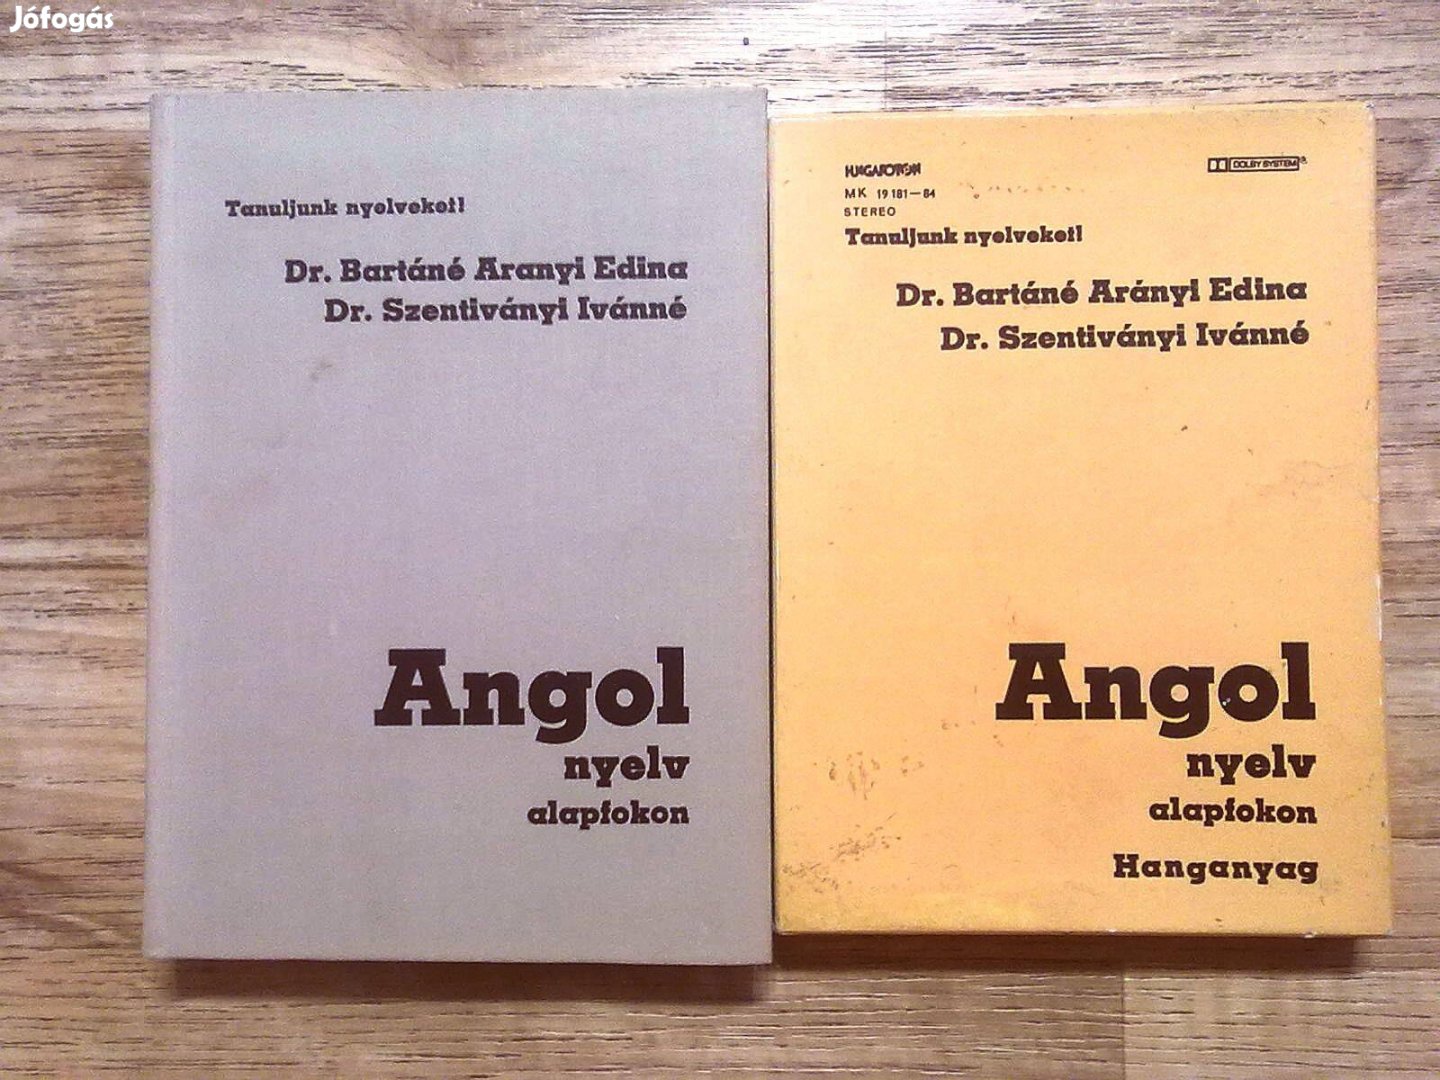 Jófogás
Tanuljunk nyelveket!
Dr. Bartáné Aranyi Edina
Dr. Szentiványi Ivánné
Angol
nyelv
alapfokon
HUNGAROTON
DOLBY SYSTEM®
MK 19181-84
STEREO
Tanuljunk nyelveket!
Dr. Bartáné Arányi Edina
Dr. Szentiványi Ivánné
Angol
nyelv
alapfokon
Hanganyag